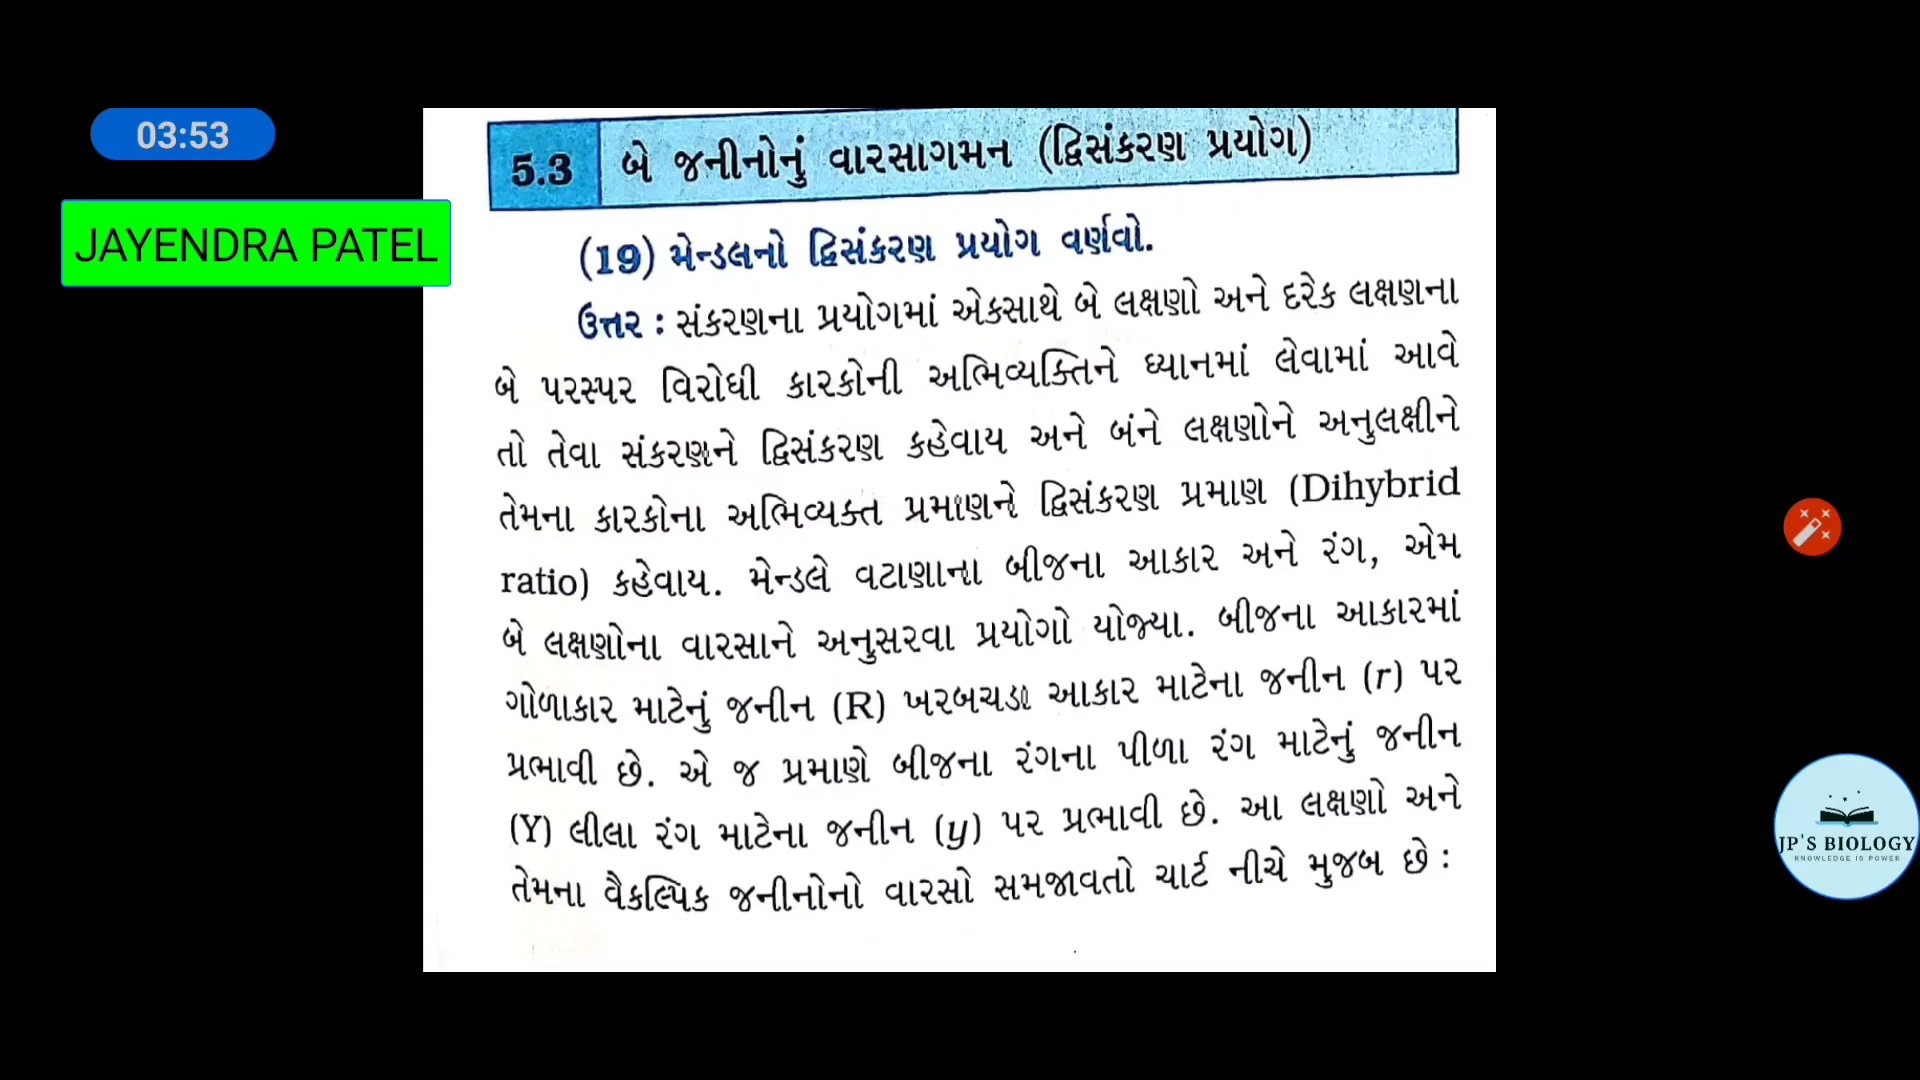 03:53
JAYENDRA PATEL
5.3 બે જનીનોનું વારસાગમન (દ્વિસંકરણ પ્રયોગ)
(19) મેન્ડલનો દ્વિસંકરણ પ્રયોગ વર્ણવો.
ઉત્તર : સંકરણના પ્રયોગમાં એકસાથે બે લક્ષણો અને દરેક લક્ષણના
બે પરસ્પર વિરોધી કારકોની અભિવ્યક્તિને ધ્યાનમાં લેવામાં આવે
તો તેવા સંકરણને દ્વિસંકરણ કહેવાય અને બંને લક્ષણોને અનુલક્ષીને
તેમના કારકોના અભિવ્યક્ત પ્રમાણને દ્વિસંકરણ પ્રમાણ (Dihybrid
ratio) કહેવાય. મેન્ડલે વટાણાના બીજના આકાર અને રંગ, એમ
બે લક્ષણોના વારસાને અનુસરવા પ્રયોગો યોજ્યા. બીજના આકારમાં
ગોળાકાર માટેનું જનીન (R) ખરબચડા આકાર માટેના જનીન (r) પર
પ્રભાવી છે. એ જ પ્રમાણે બીજના રંગના પીળા રંગ માટેનું જનીન
(Y) લીલા રંગ માટેના જનીન (y) પર પ્રભાવી છે. આ લક્ષણો અને
તેમના વૈકલ્પિક જનીનોનો વારસો સમજાવતો ચાર્ટ નીચે મુજબ છે :
JP'S BIOLOGY
KNOWLEDGE IS POWER